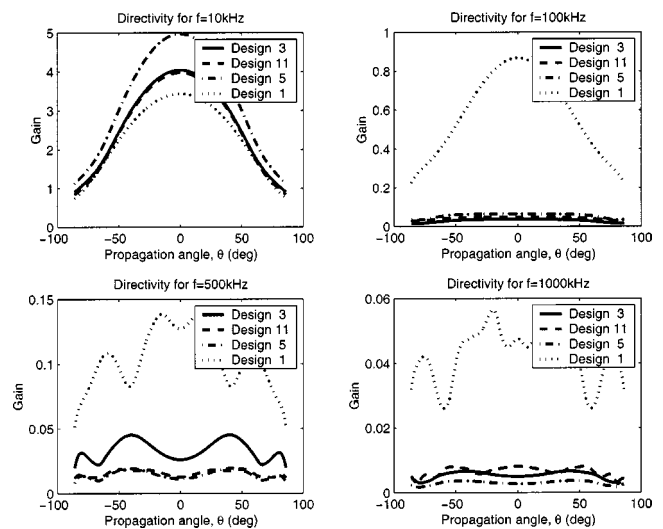 Directivity for f=10kHz
5
4
3
2
1
0
Gain
Design 3
Design 11
Design 5
Design 1
−100
−50
0
50
100
Propagation angle, θ (deg)
Directivity for f=100kHz
1
0.8
0.6
0.4
0.2
0
Gain
Design 3
Design 11
Design 5
Design 1
−100
−50
0
50
100
Propagation angle, θ (deg)
Directivity for f=500kHz
0.15
0.1
0.05
0
Gain
Design 3
Design 11
Design 5
Design 1
−100
−50
0
50
100
Propagation angle, θ (deg)
Directivity for f=1000kHz
0.06
0.04
0.02
0
Gain
Design 3
Design 11
Design 5
Design 1
−100
−50
0
50
100
Propagation angle, θ (deg)